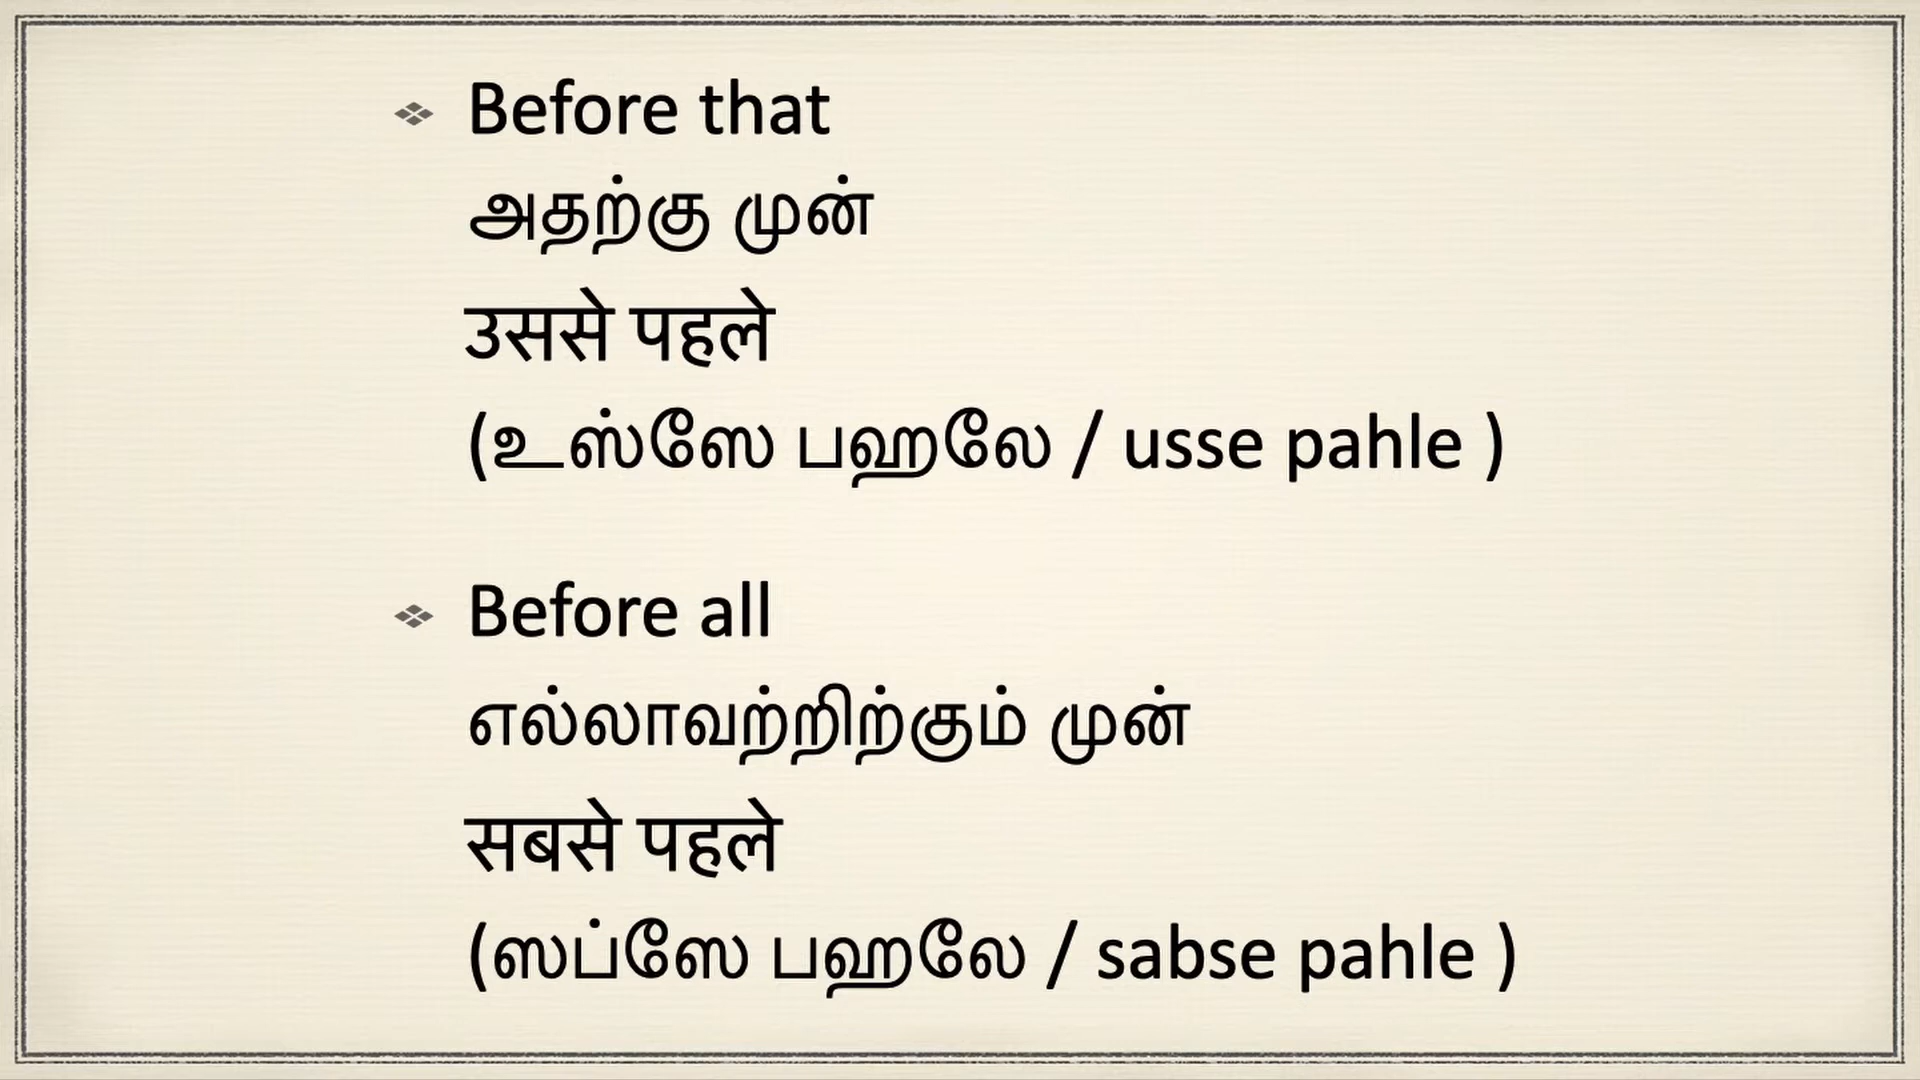 Before that
அதற்கு முன்
उससे पहले
(உஸ்ஸே பஹலே / usse pahle )
Before all
எல்லாவற்றிற்கும் முன்
सबसे पहले
(ஸப்ஸே பஹலே / sabse pahle )